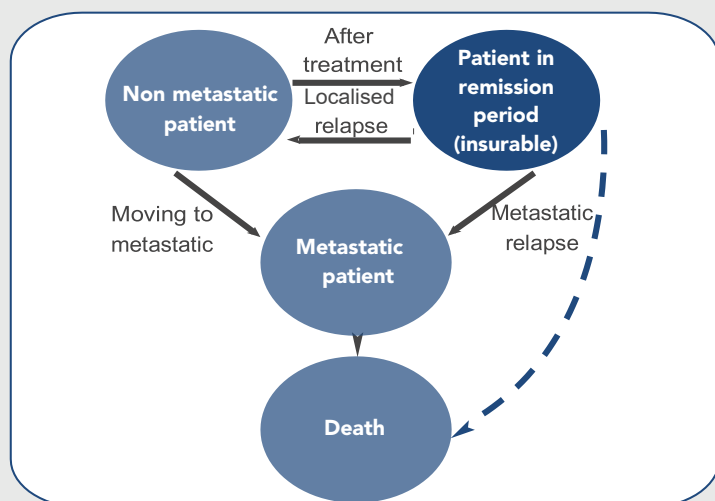 After
treatment
Non metastatic
patient
Localised
relapse
Patient in
remission
period
(insurable)
Moving to
metastatic
Metastatic
relapse
Metastatic
patient
Death